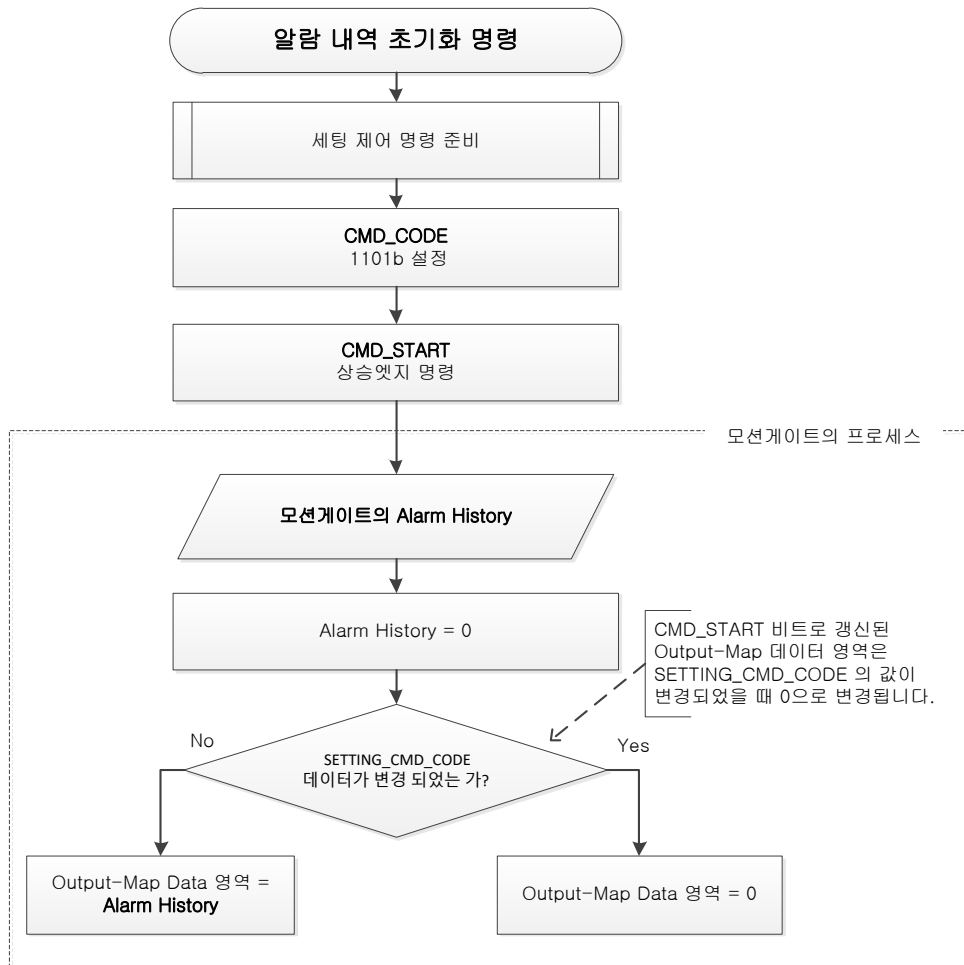 알람 내역 초기화 명령
세팅 제어 명령 준비
CMD_CODE
1101b 설정
CMD_START
상승엣지 명령
모션게이트의 프로세스
모션게이트의 Alarm History
Alarm History = 0
CMD_START 비트로 갱신된
Output-Map 데이터 영역은
SETTING_CMD_CODE 의 값이
변경되었을 때 0으로 변경됩니다.
No
Yes
SETTING_CMD_CODE
데이터가 변경 되었는 가?
Output-Map Data 영역 =
Alarm History
Output-Map Data 영역 = 0